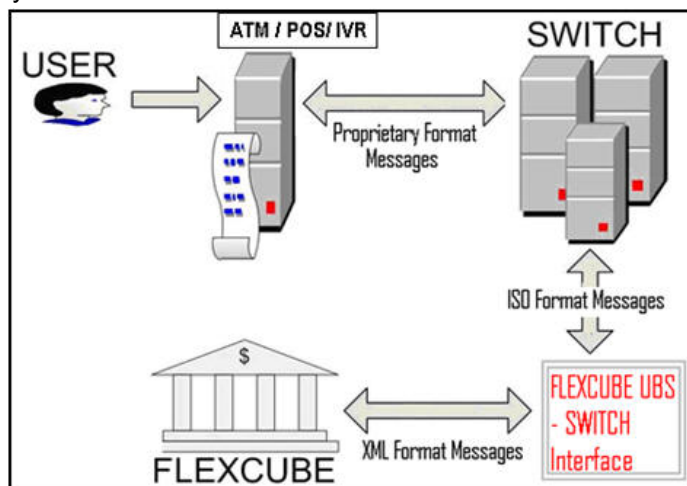 ATM / POS/ IVR
USER
SWITCH
Proprietary Format
Messages
ISO Format Messages
$
FLEXCUBE
XML Format Messages
FLEXCUBE UBS
- SWITCH
Interface